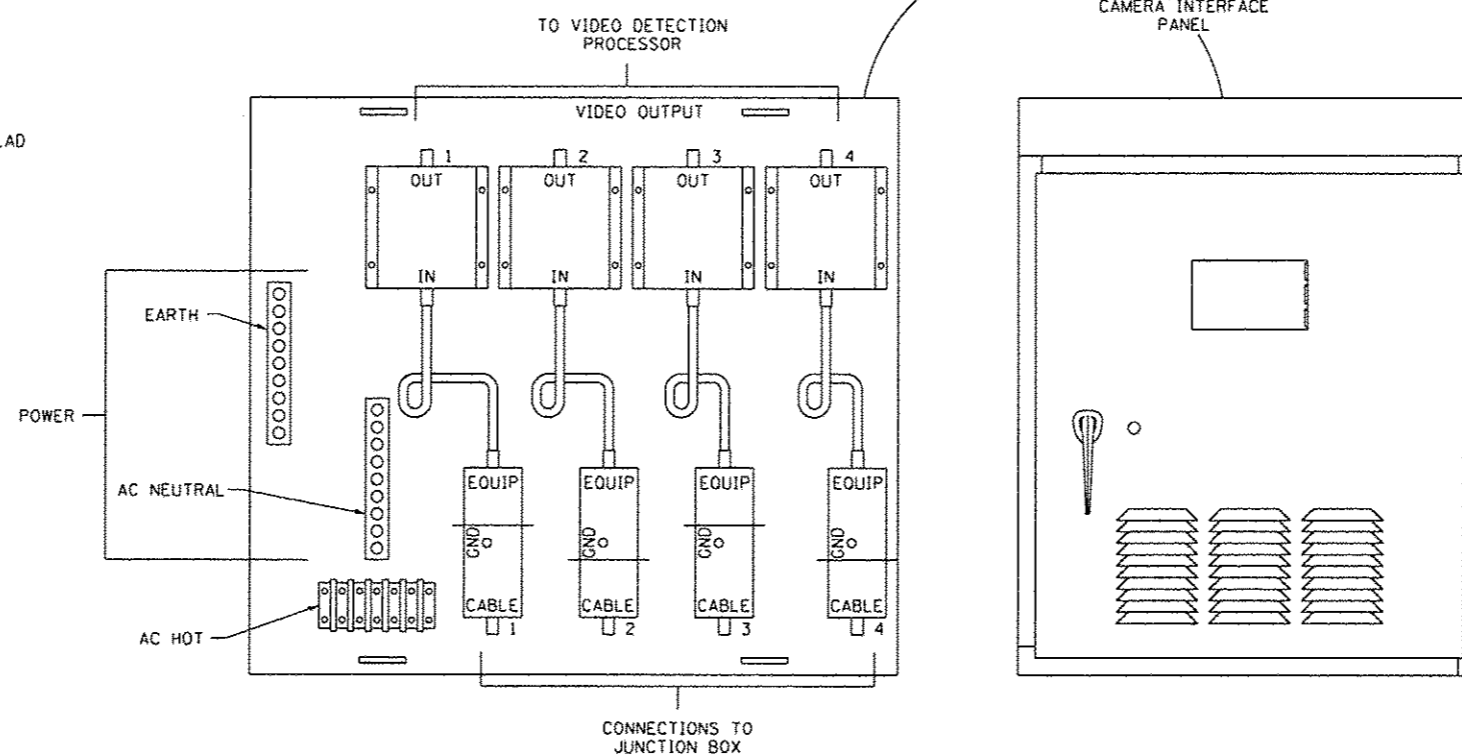 CAMERA INTERFACE
PANEL
TO VIDEO DETECTION
PROCESSOR
VIDEO OUTPUT
LAD
1 2 3 4
OUT OUT OUT OUT
IN IN IN IN
EARTH
POWER
AC NEUTRAL
EQUIP EQUIP EQUIP EQUIP
GND GND GND GND
CABLE CABLE CABLE CABLE
1 2 3 4
AC HOT
CONNECTIONS TO
JUNCTION BOX